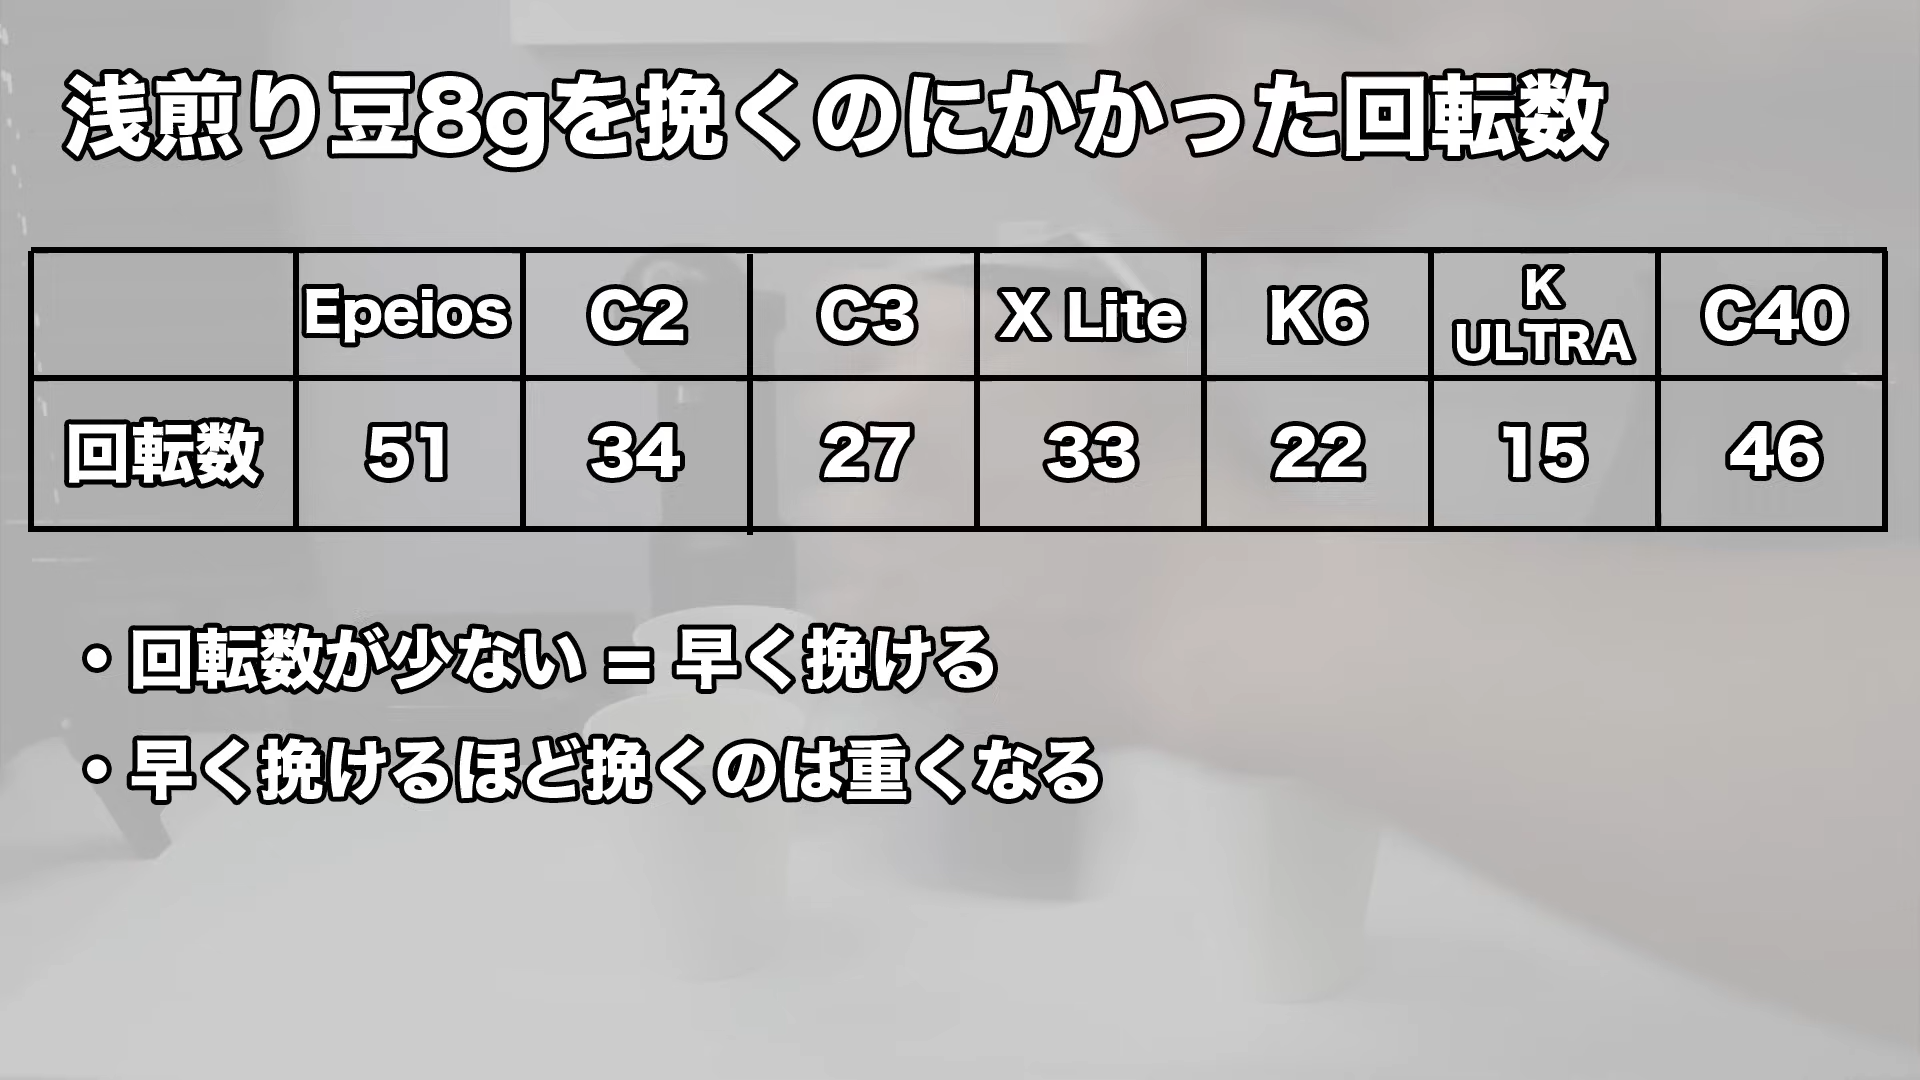 浅煎り豆8gを挽くのにかかった回転数
Epeios C2 C3 X Lite K6 K ULTRA C40
回転数 51 34 27 33 22 15 46
・回転数が少ない = 早く挽ける
・早く挽けるほど挽くのは重くなる